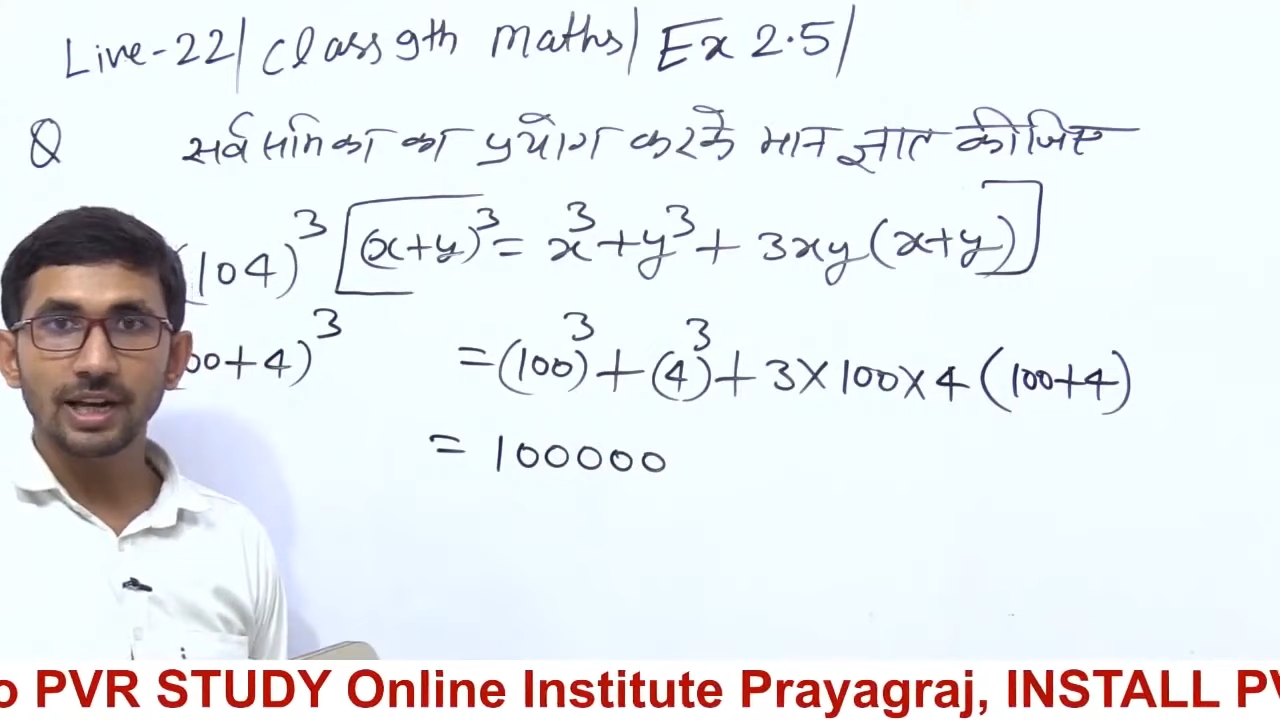 Live-22| Class 9th maths| Ex 2.5|
Q सर्वसमिका का प्रयोग करके मान ज्ञात कीजिए
(104)³ [(x+y)³ = x³+y³+3xy(x+y)]
00+4)³ = (100)³+(4)³+3×100×4(100+4)
= 100000
o PVR STUDY Online Institute Prayagraj, INSTALL PV